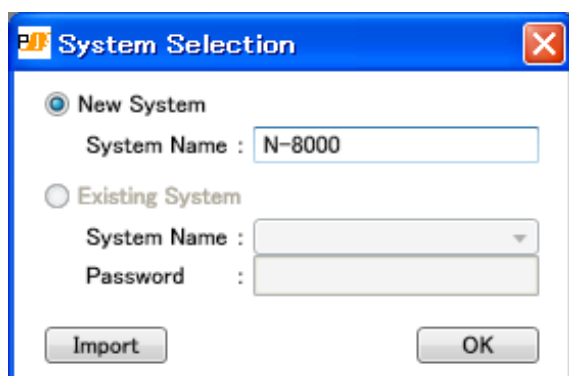 System Selection
New System
System Name : N-8000
Existing System
System Name :
Password :
Import OK